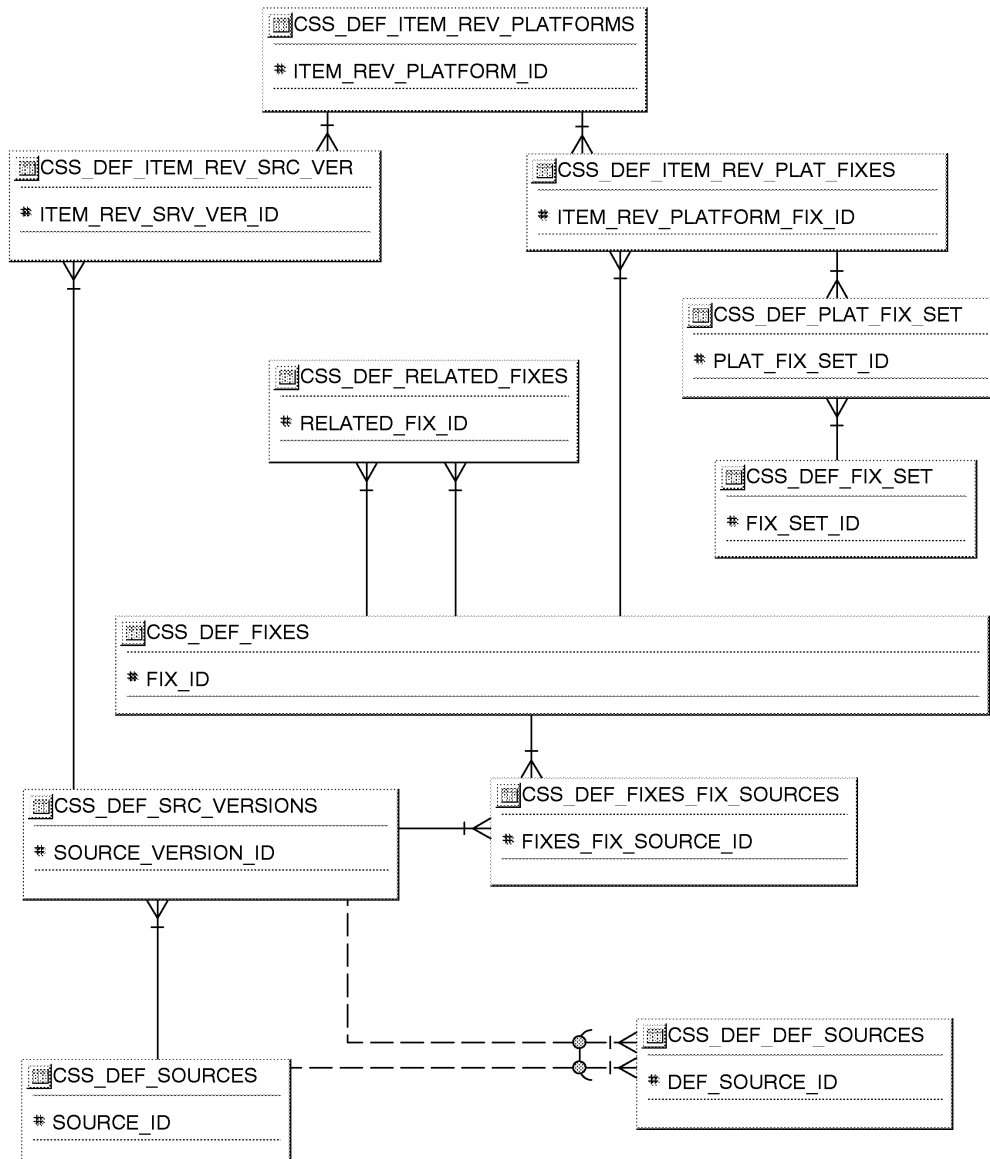 CSS_DEF_ITEM_REV_PLATFORMS
# ITEM_REV_PLATFORM_ID
CSS_DEF_ITEM_REV_SRC_VER
# ITEM_REV_SRV_VER_ID
CSS_DEF_ITEM_REV_PLAT_FIXES
# ITEM_REV_PLATFORM_FIX_ID
CSS_DEF_PLAT_FIX_SET
# PLAT_FIX_SET_ID
CSS_DEF_RELATED_FIXES
# RELATED_FIX_ID
CSS_DEF_FIX_SET
# FIX_SET_ID
CSS_DEF_FIXES
# FIX_ID
CSS_DEF_SRC_VERSIONS
# SOURCE_VERSION_ID
CSS_DEF_FIXES_FIX_SOURCES
# FIXES_FIX_SOURCE_ID
CSS_DEF_DEF_SOURCES
# DEF_SOURCE_ID
CSS_DEF_SOURCES
# SOURCE_ID